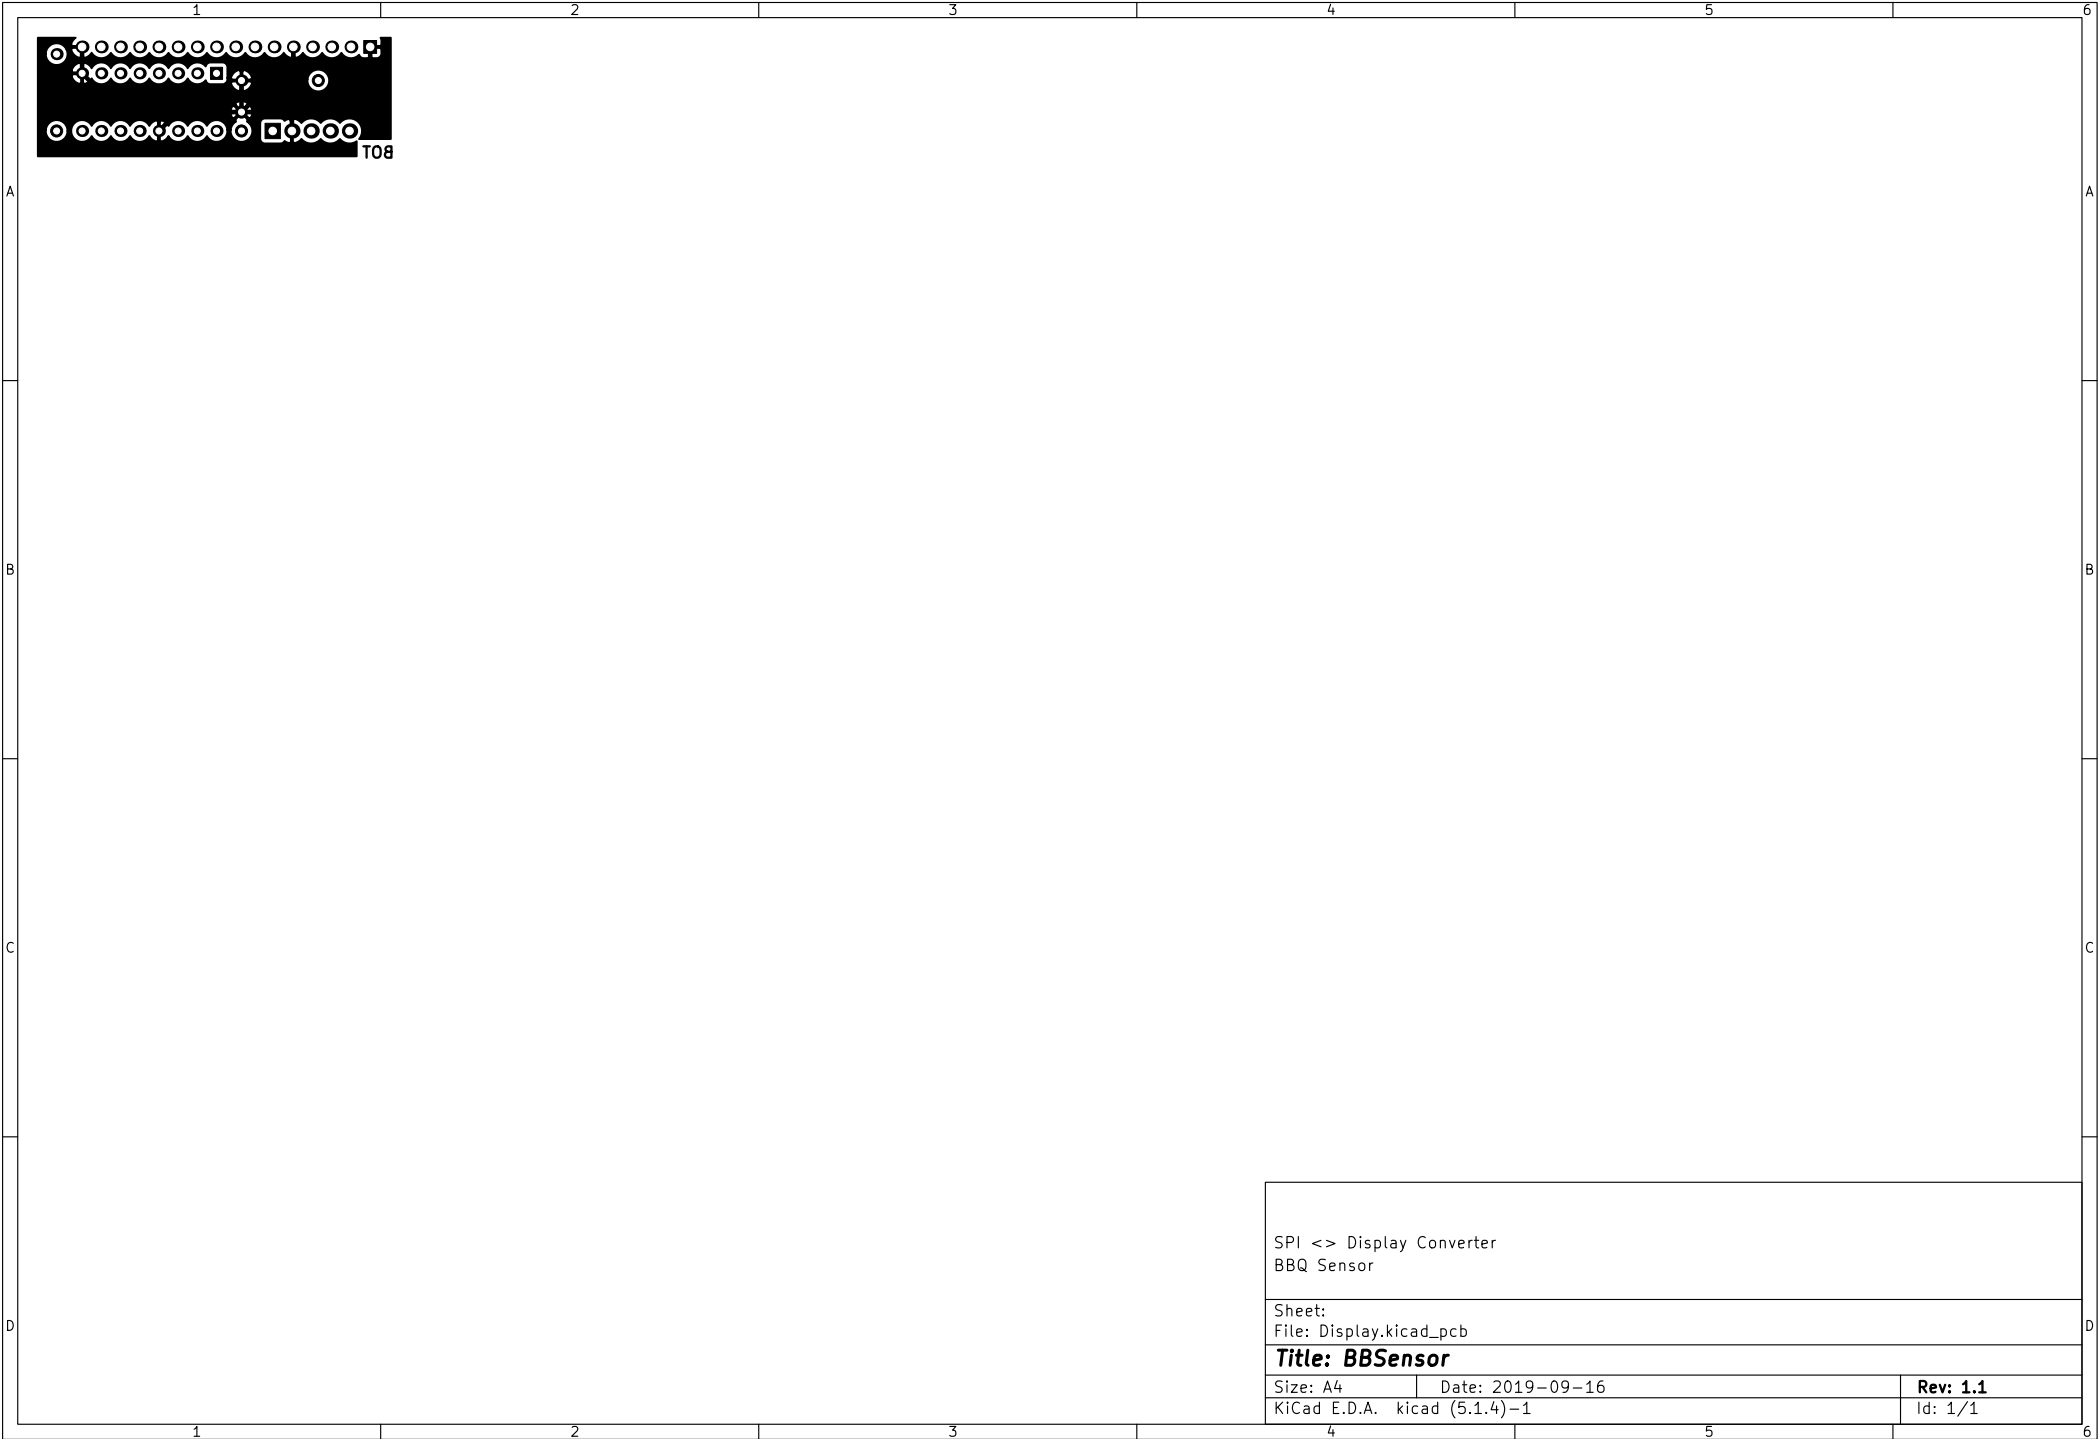 1 2 3 4 5 6
BOT
A A
B B
C C
SPI <> Display Converter
BBQ Sensor
Sheet:
D D
File: Display.kicad_pcb
Title: BBSensor
Size: A4 Date: 2019-09-16 Rev: 1.1
KiCad E.D.A. kicad (5.1.4)-1 Id: 1/1
1 2 3 4 5 6